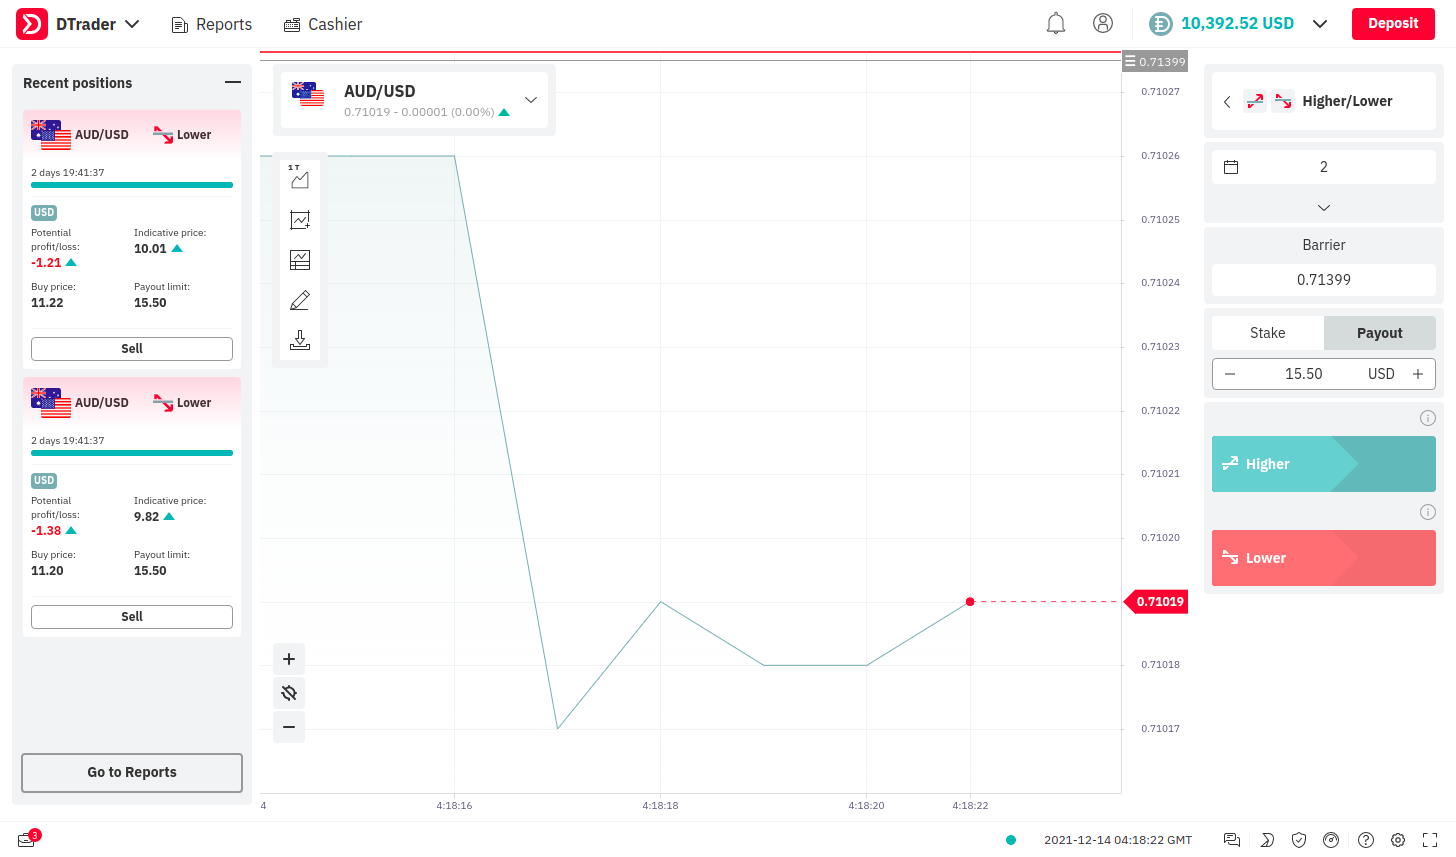 DTrader
Reports
Cashier
10,392.52 USD
Deposit
Recent positions
AUD/USD
Lower
2 days 19:41:37
USD
Potential profit/loss:
-1.21
Indicative price:
10.01
Buy price:
11.22
Payout limit:
15.50
Sell
AUD/USD
Lower
2 days 19:41:37
USD
Potential profit/loss:
-1.38
Indicative price:
9.82
Buy price:
11.20
Payout limit:
15.50
Sell
Go to Reports
AUD/USD
0.71019 - 0.00001 (0.00%)
1 T
0.71399
0.71027
0.71026
0.71025
0.71024
0.71023
0.71022
0.71021
0.71020
0.71019
0.71018
0.71017
4
4:18:16
4:18:18
4:18:20
4:18:22
Higher/Lower
2
Barrier
0.71399
Stake
Payout
15.50
USD
Higher
Lower
3
2021-12-14 04:18:22 GMT